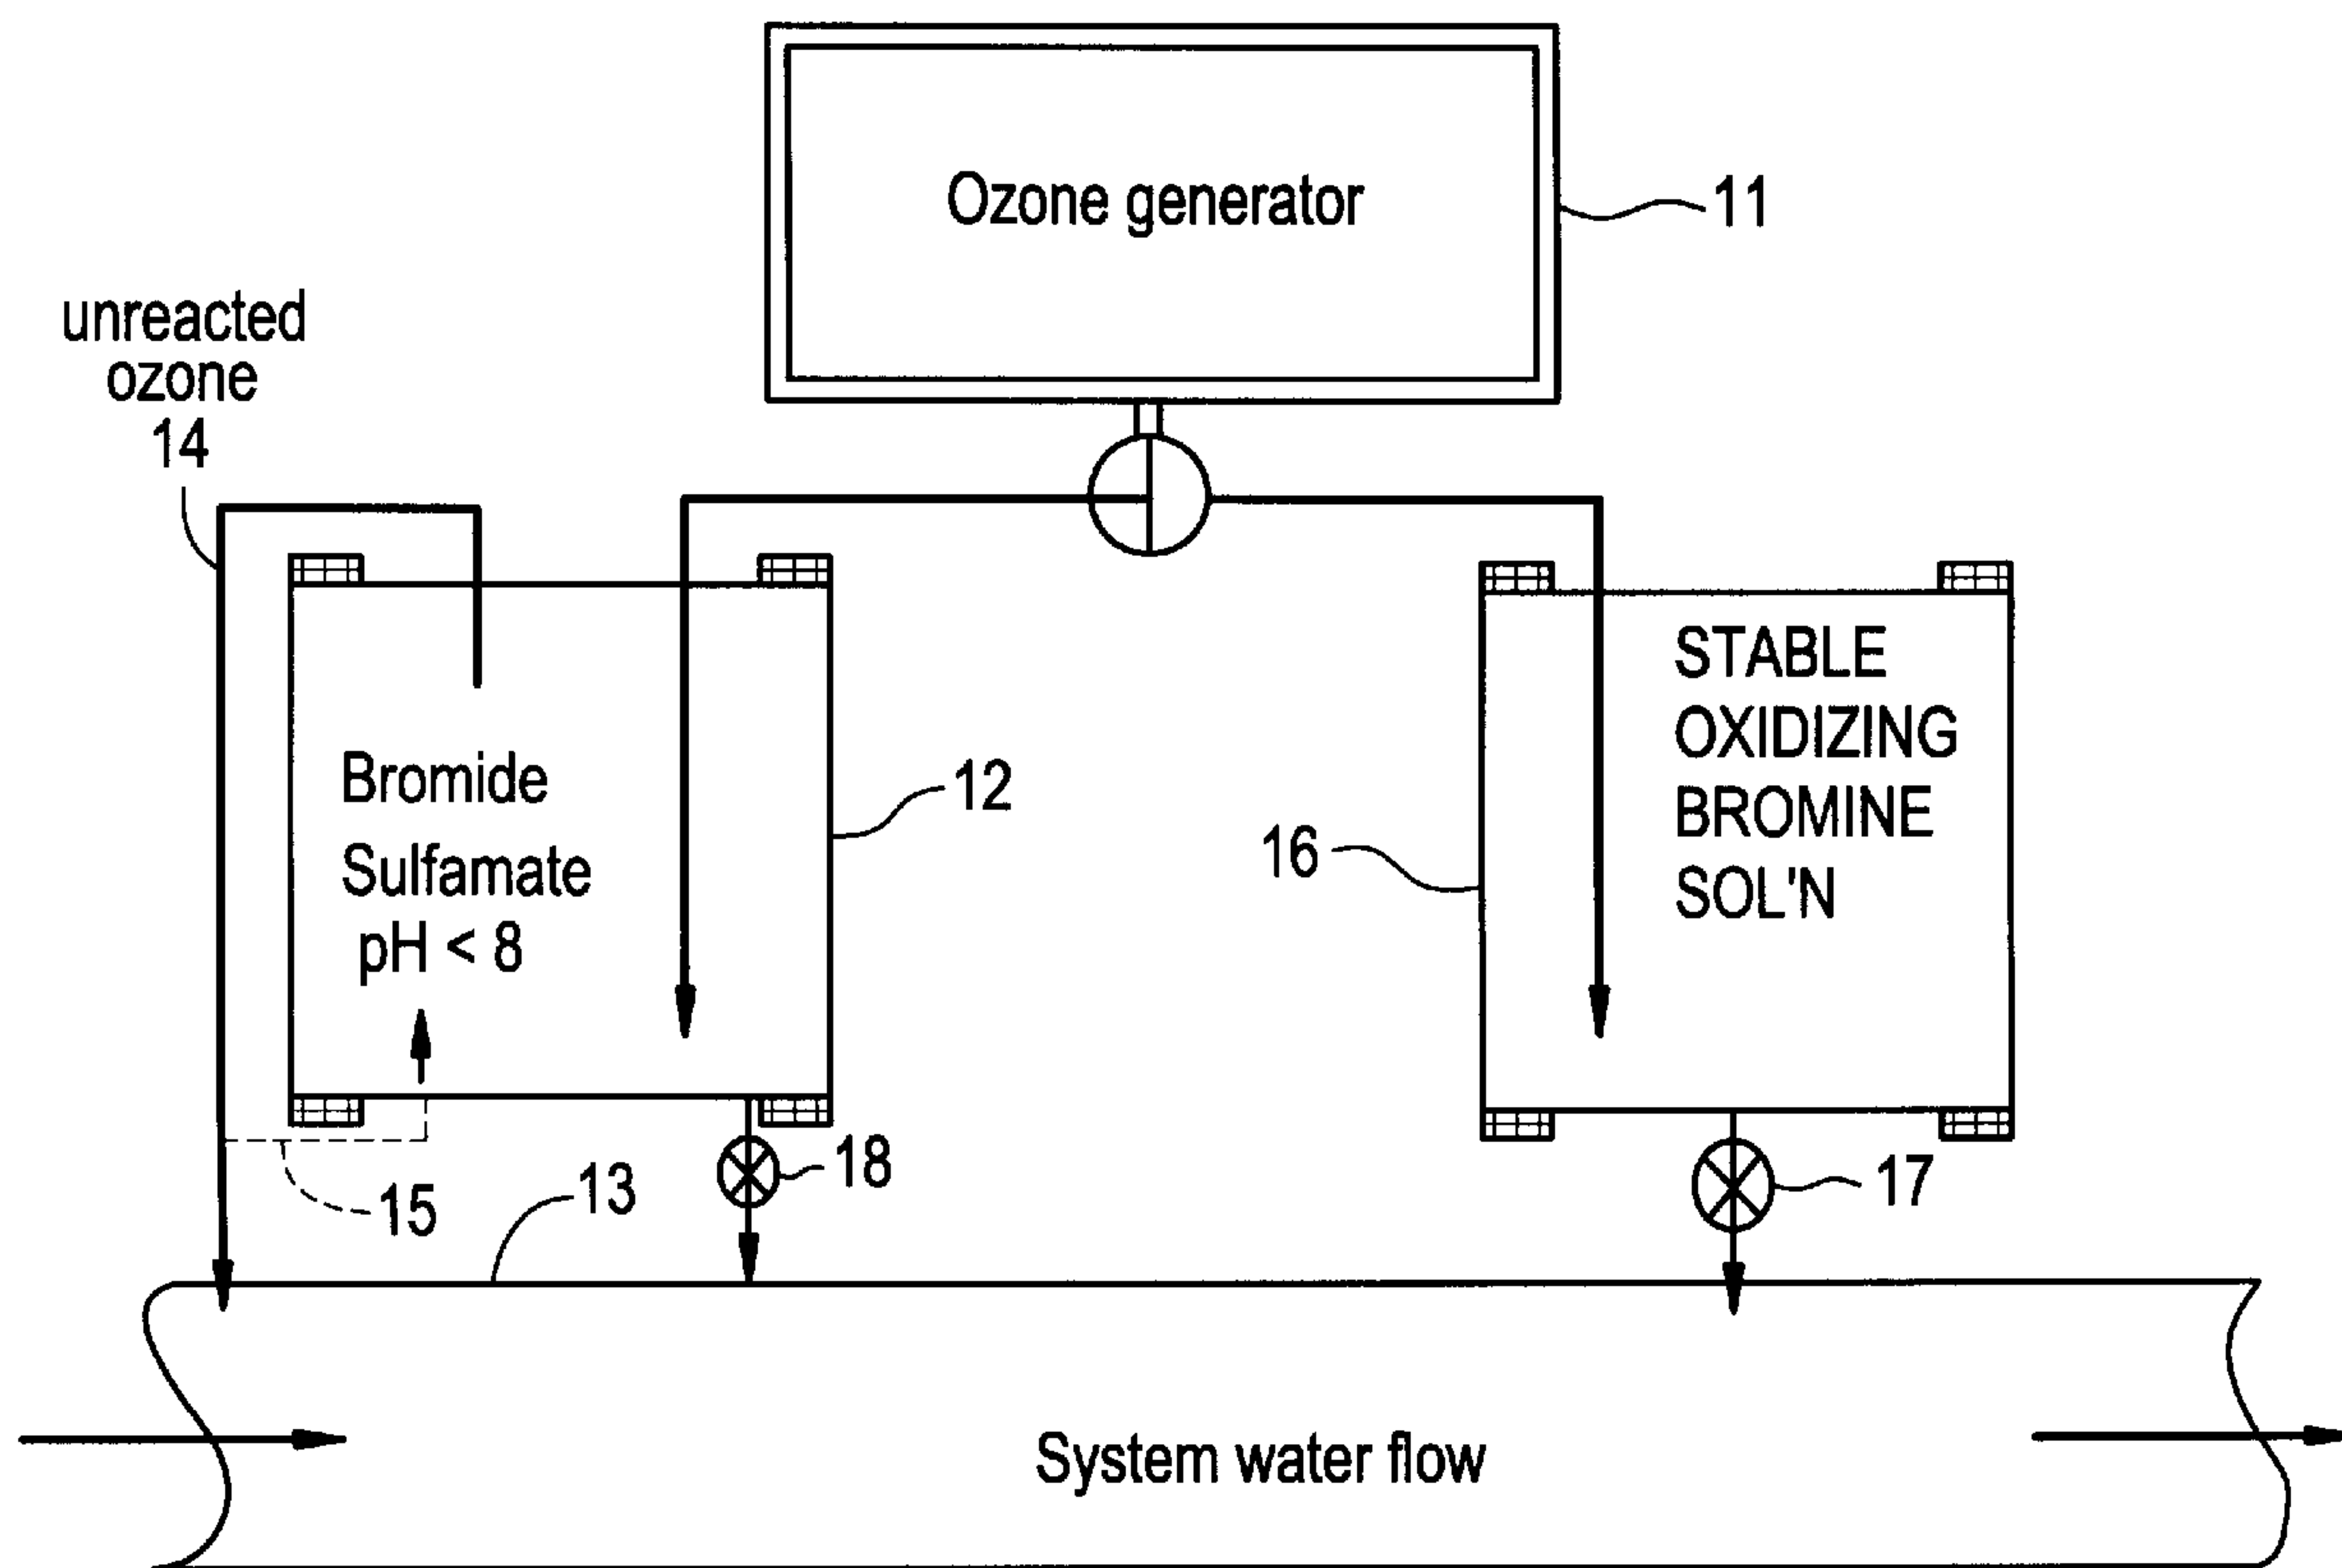 Ozone generator
11
unreacted
ozone
14
Bromide
Sulfamate
pH < 8
12
STABLE
OXIDIZING
BROMINE
SOL'N
16
15
13
18
17
System water flow